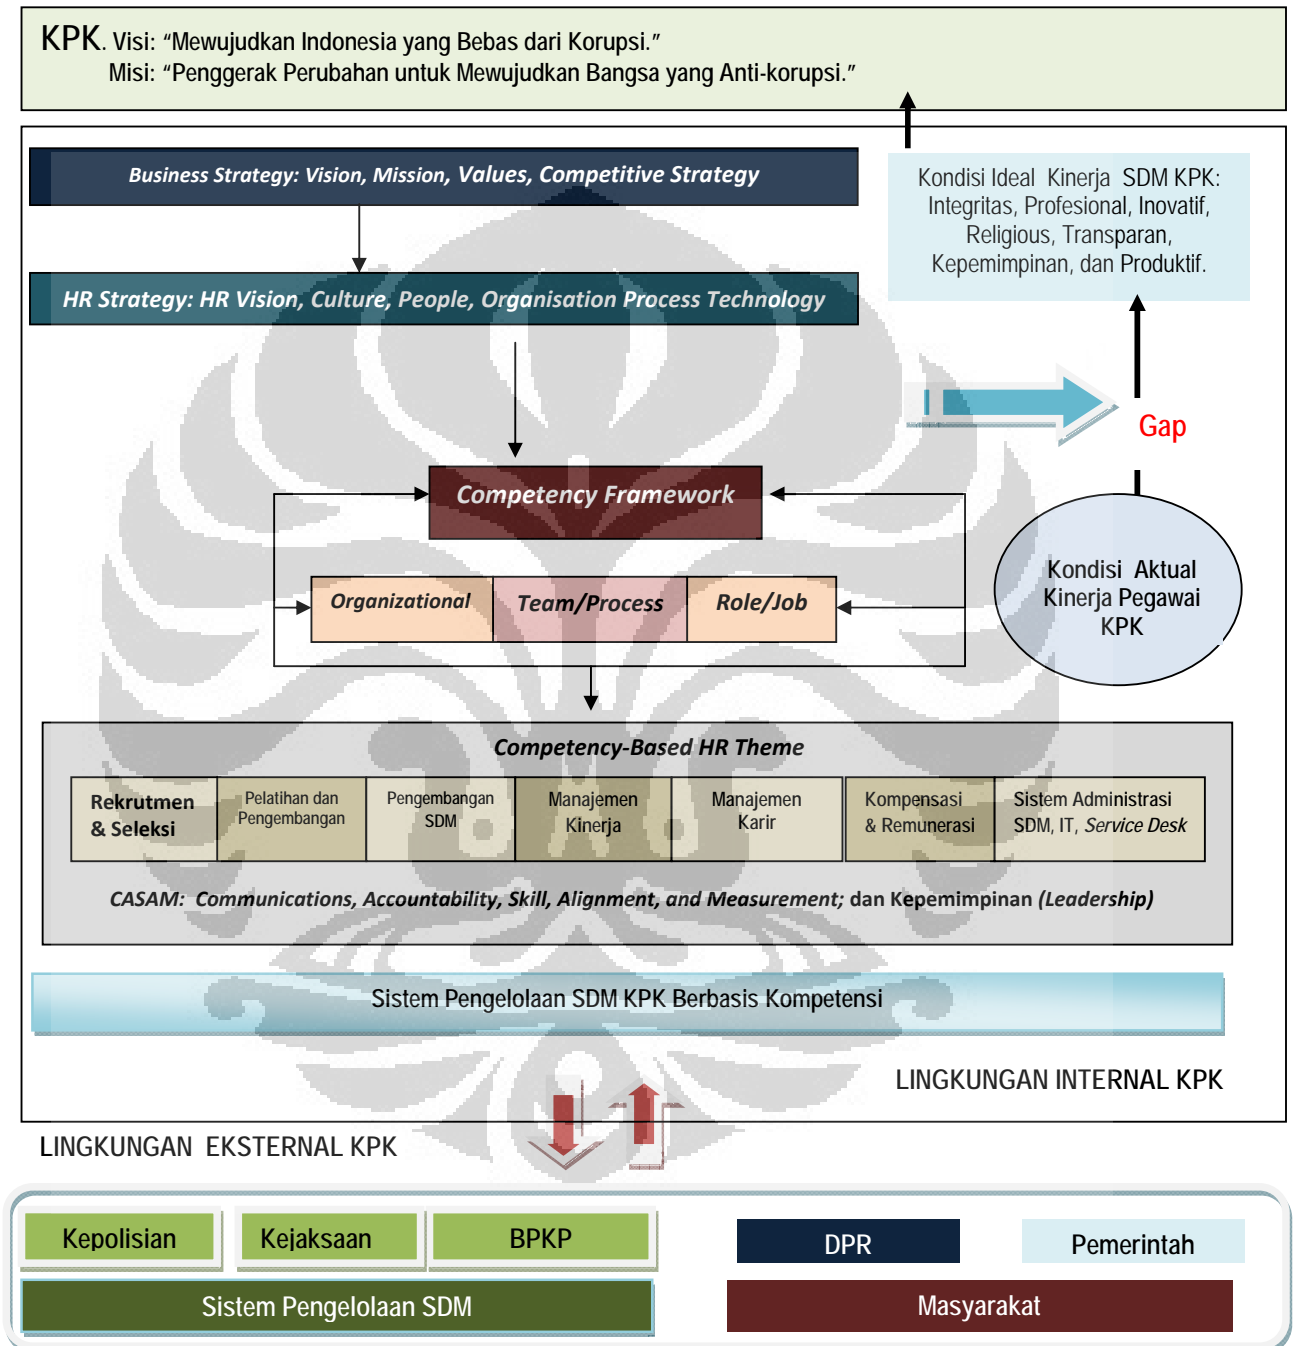 KPK. Visi: “Mewujudkan Indonesia yang Bebas dari Korupsi.”
Misi: “Penggerak Perubahan untuk Mewujudkan Bangsa yang Anti-korupsi.”
Business Strategy: Vision, Mission, Values, Competitive Strategy
Kondisi Ideal Kinerja SDM KPK:
Integritas, Profesional, Inovatif,
Religious, Transparan,
Kepemimpinan, dan Produktif.
HR Strategy: HR Vision, Culture, People, Organisation Process Technology
Gap
Competency Framework
Kondisi Aktual
Kinerja Pegawai
KPK
Organizational
Team/Process
Role/Job
Competency-Based HR Theme
Rekrutmen
& Seleksi
Pelatihan dan
Pengembangan
Pengembangan
SDM
Manajemen
Kinerja
Manajemen
Karir
Kompensasi
& Remunerasi
Sistem Administrasi
SDM, IT, Service Desk
CASAM: Communications, Accountability, Skill, Alignment, and Measurement; dan Kepemimpinan (Leadership)
Sistem Pengelolaan SDM KPK Berbasis Kompetensi
LINGKUNGAN INTERNAL KPK
LINGKUNGAN EKSTERNAL KPK
Kepolisian
Kejaksaan
BPKP
DPR
Pemerintah
Sistem Pengelolaan SDM
Masyarakat